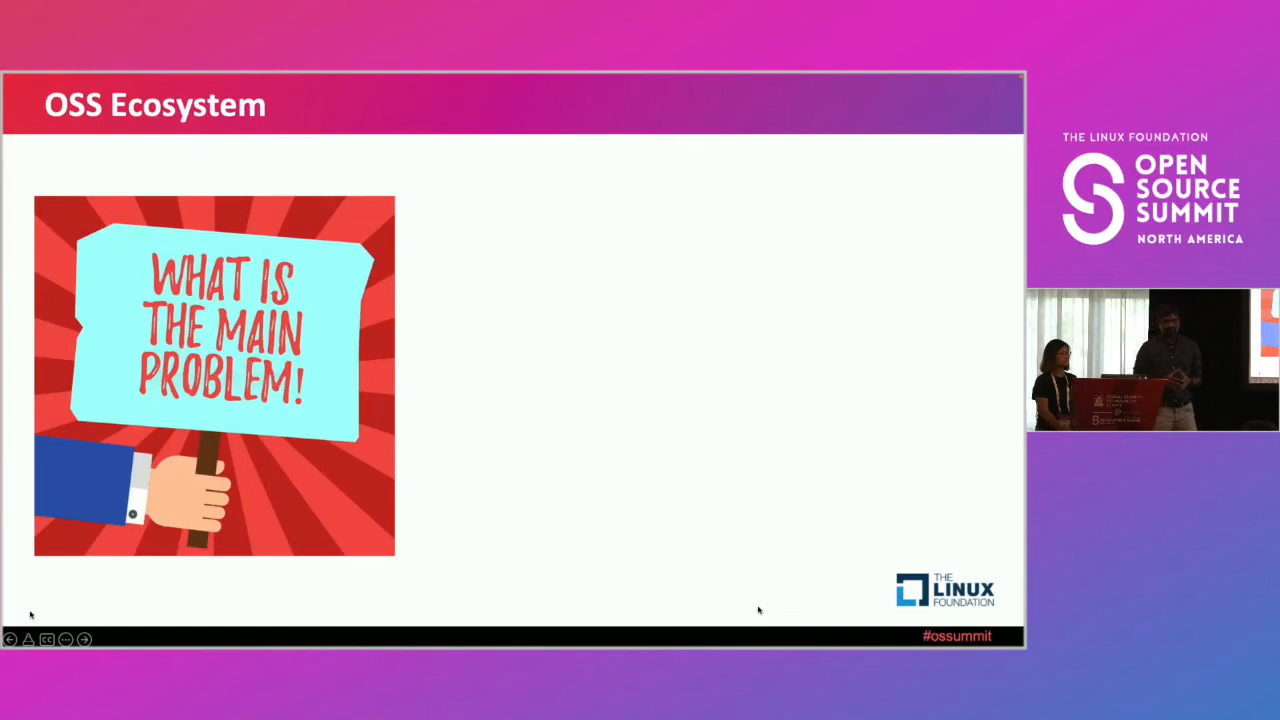 OSS Ecosystem
WHAT IS
THE MAIN
PROBLEM!
THE
LINUX
FOUNDATION
#ossummit
CC
THE LINUX FOUNDATION
OPEN
SOURCE
SUMMIT
NORTH AMERICA